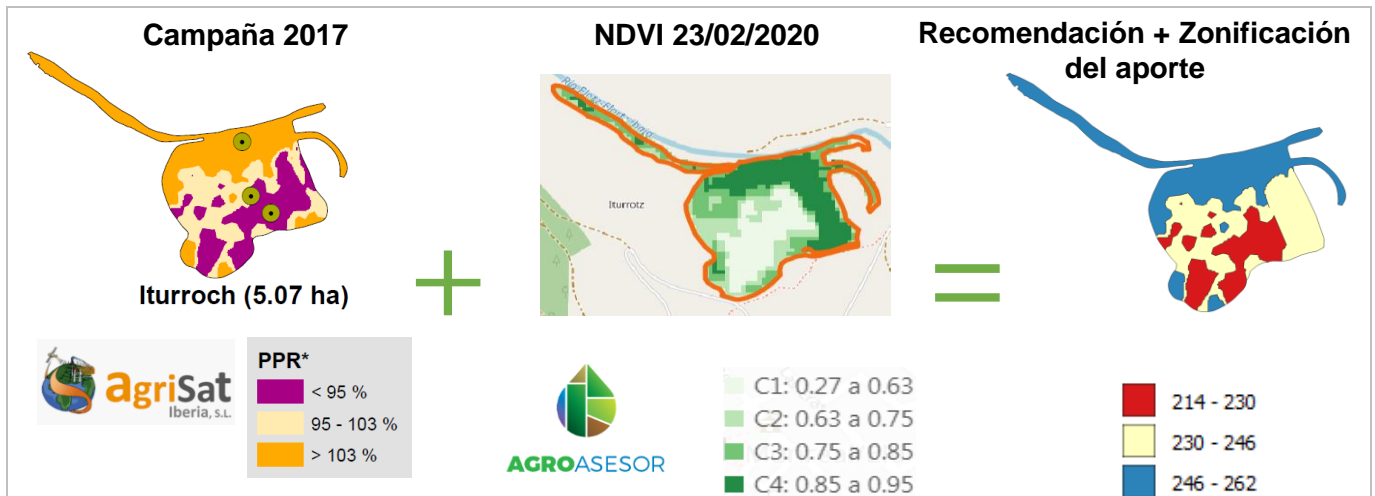 Campaña 2017
NDVI 23/02/2020
Recomendación + Zonificación
del aporte
Iturrotz
Iturroch (5.07 ha)
+
=
agriSat
Iberia, S.L.
PPR*
< 95 %
95 - 103 %
> 103 %
AGROASESOR
C1: 0.27 a 0.63
C2: 0.63 a 0.75
C3: 0.75 a 0.85
C4: 0.85 a 0.95
214 - 230
230 - 246
246 - 262